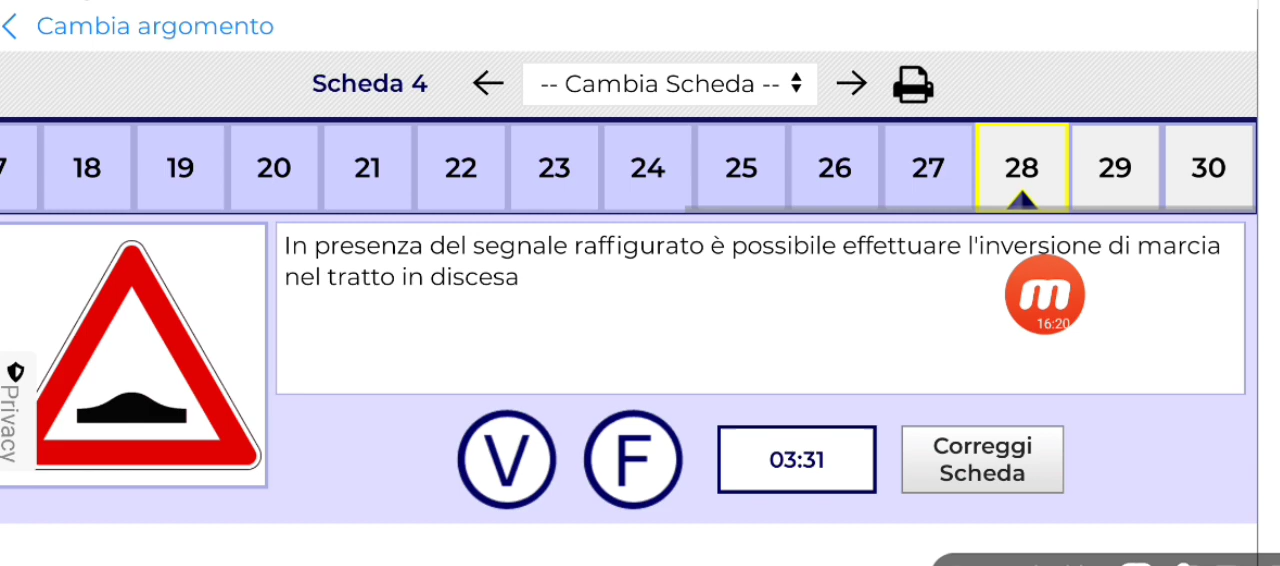 Cambia argomento
Scheda 4
-- Cambia Scheda --
7 18 19 20 21 22 23 24 25 26 27 28 29 30
In presenza del segnale raffigurato è possibile effettuare l'inversione di marcia
nel tratto in discesa
m
16:20
Privacy
V F 03:31 Correggi
Scheda